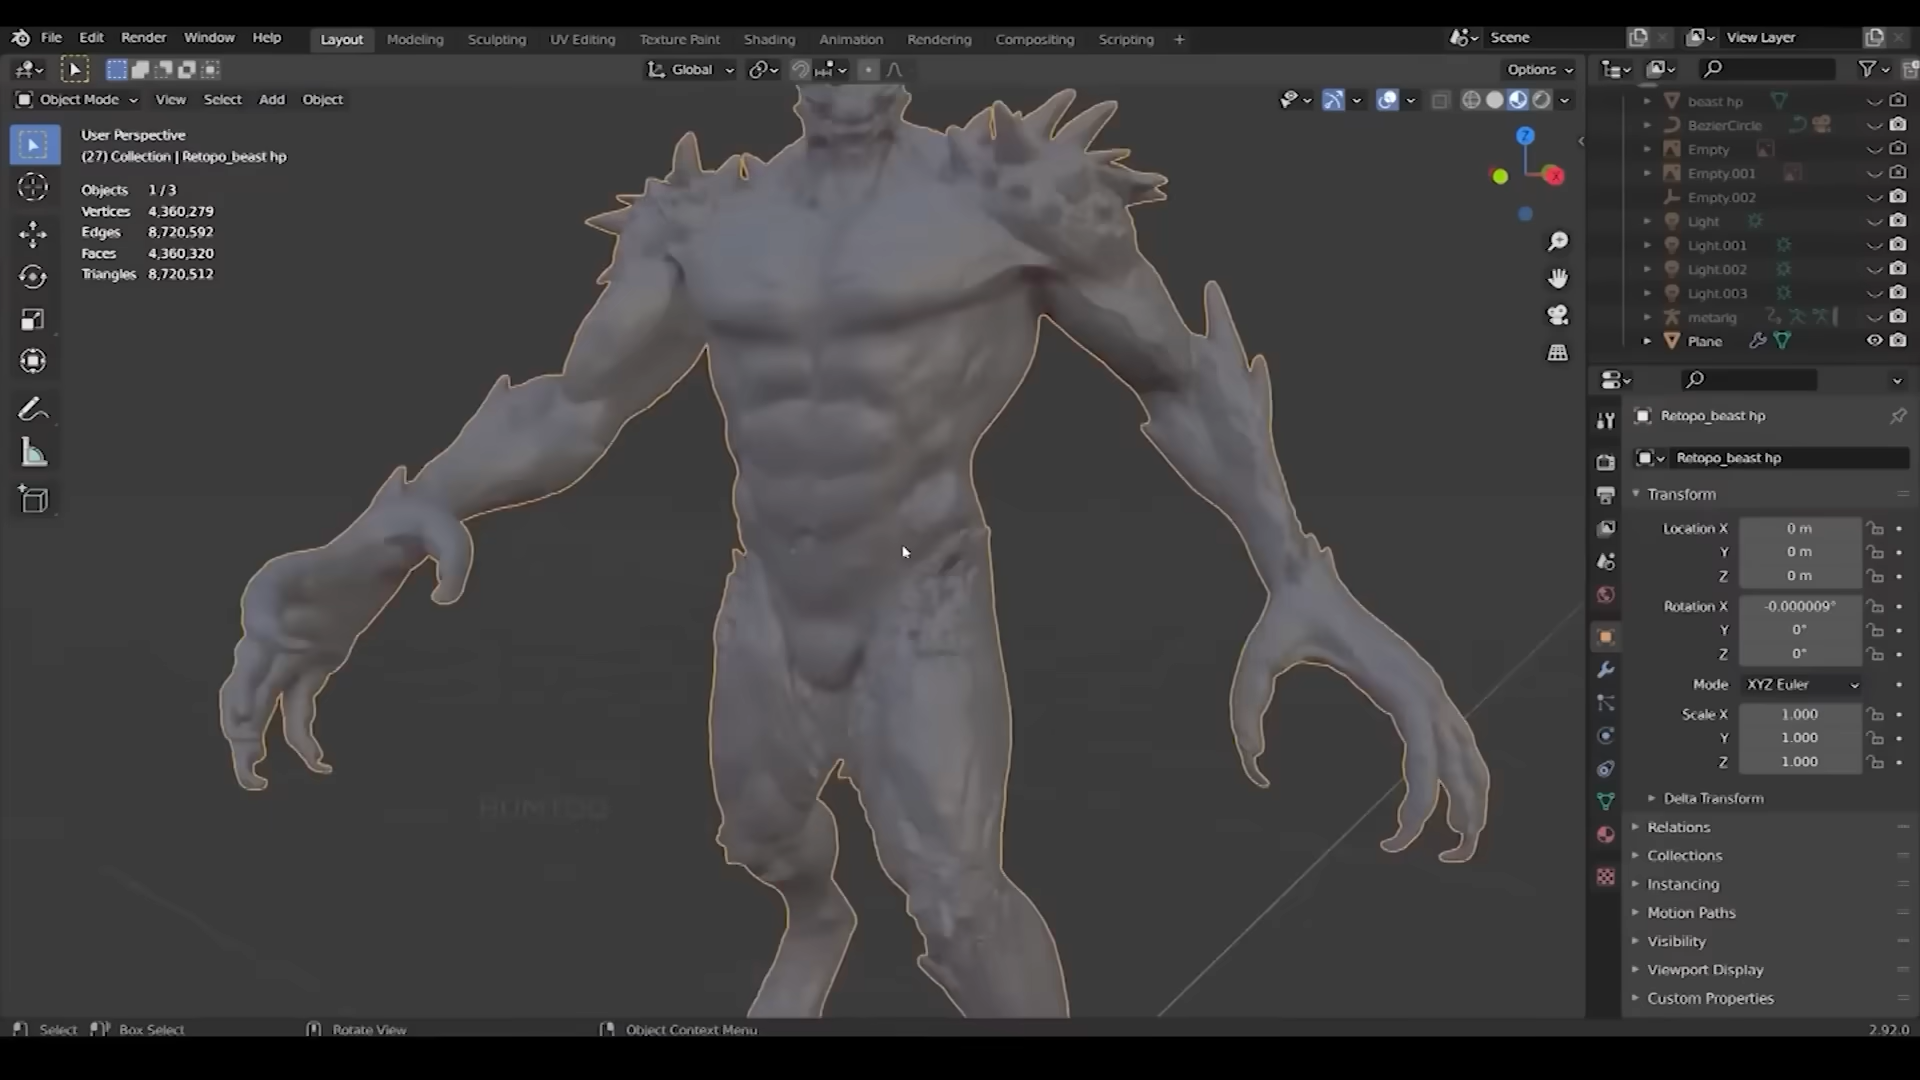 File Edit Render Window Help Layout Modeling Sculpting UV Editing Texture Paint Shading Animation Rendering Compositing Scripting + Scene View Layer
Global Options
Object Mode View Select Add Object
User Perspective
(27) Collection | Retopo_beast hp
Objects 1 / 3
Vertices 4,360,279
Edges 8,720,592
Faces 4,360,320
Triangles 8,720,512
Z
X
beast hp
BezierCircle
Empty
Empty.001
Empty.002
Light
Light.001
Light.002
Light.003
metarig
Plane
Retopo_beast hp
Retopo_beast hp
Transform
Location X 0 m
Y 0 m
Z 0 m
Rotation X -0.000009°
Y 0°
Z 0°
Mode XYZ Euler
Scale X 1.000
Y 1.000
Z 1.000
Delta Transform
Relations
Collections
Instancing
Motion Paths
Visibility
Viewport Display
Custom Properties
Select Box Select Rotate View Object Context Menu 2.92.0